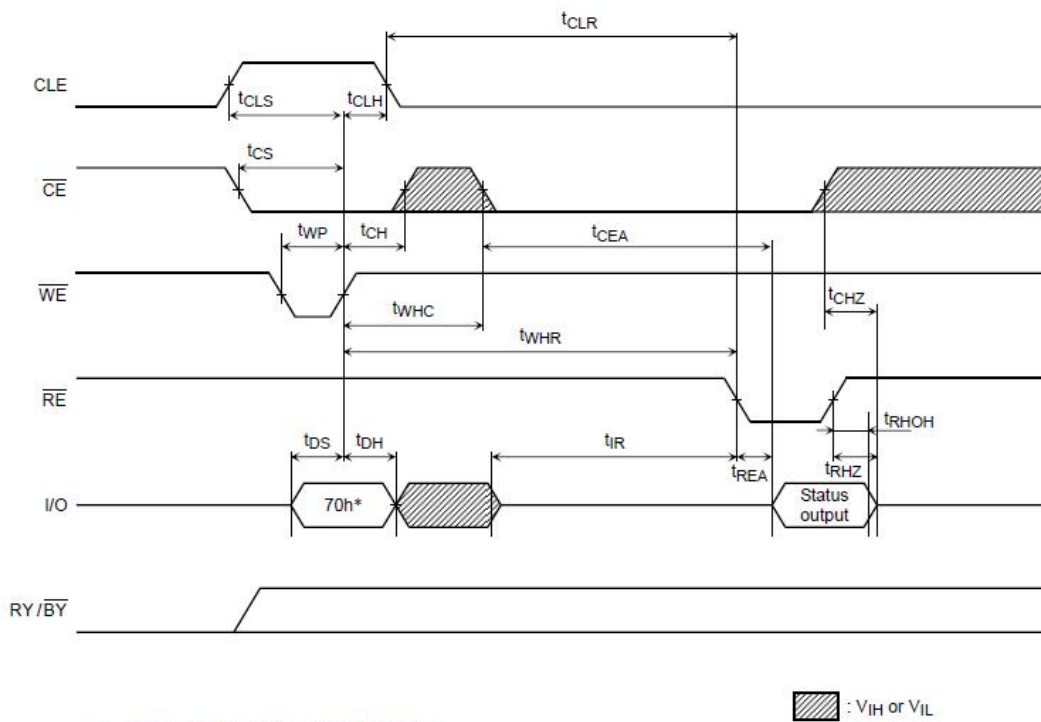 tCLR
CLE
tCLS
tCLH
tCS
CE
tWP
tCH
tCEA
WE
tCHZ
tWHC
tWHR
RE
tRHOH
tDS
tDH
tIR
tREA
tRHZ
I/O
70h*
Status
output
RY/BY
: VIH or VIL